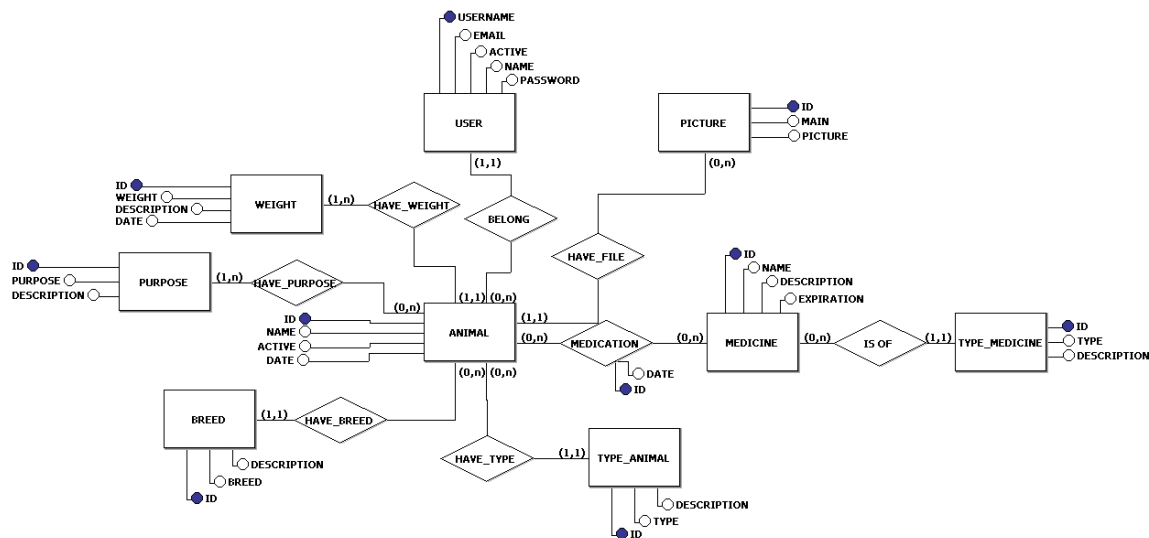 USERNAME
EMAIL
ACTIVE
NAME
PASSWORD
USER
(1,1)
PICTURE
ID
MAIN
PICTURE
(0,n)
ID
WEIGHT
DESCRIPTION
DATE
WEIGHT
(1,n)
HAVE_WEIGHT
BELONG
HAVE_FILE
ID
PURPOSE
DESCRIPTION
PURPOSE
(1,n)
HAVE_PURPOSE
(0,n)
(1,1)
(0,n)
ID
NAME
ACTIVE
DATE
ANIMAL
(1,1)
(0,n)
MEDICATION
DATE
ID
(0,n)
ID
NAME
DESCRIPTION
EXPIRATION
MEDICINE
(0,n)
IS OF
(1,1)
TYPE_MEDICINE
ID
TYPE
DESCRIPTION
(0,n)
(0,n)
BREED
(1,1)
HAVE_BREED
DESCRIPTION
BREED
ID
HAVE_TYPE
(1,1)
TYPE_ANIMAL
DESCRIPTION
TYPE
ID